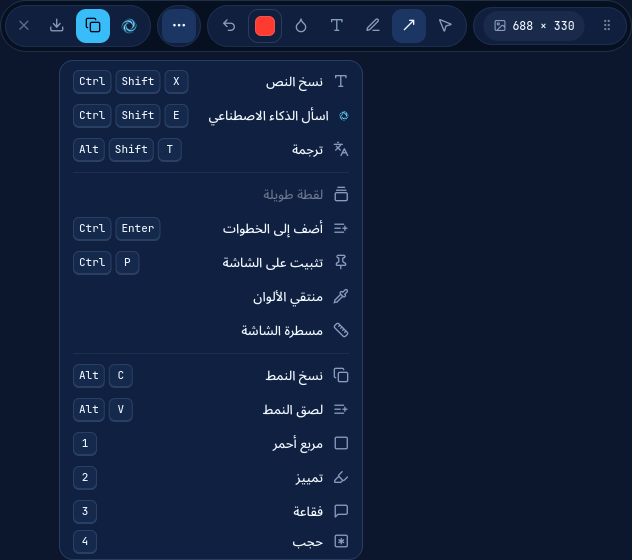 688 × 330
نسخ النص Ctrl Shift X
اسأل الذكاء الاصطناعي Ctrl Shift E
ترجمة Alt Shift T
لقطة طويلة
أضف إلى الخطوات Ctrl Enter
تثبيت على الشاشة Ctrl P
منتقي الألوان
مسطرة الشاشة
نسخ النمط Alt C
لصق النمط Alt V
مربع أحمر 1
تمييز 2
فقاعة 3
حجب 4